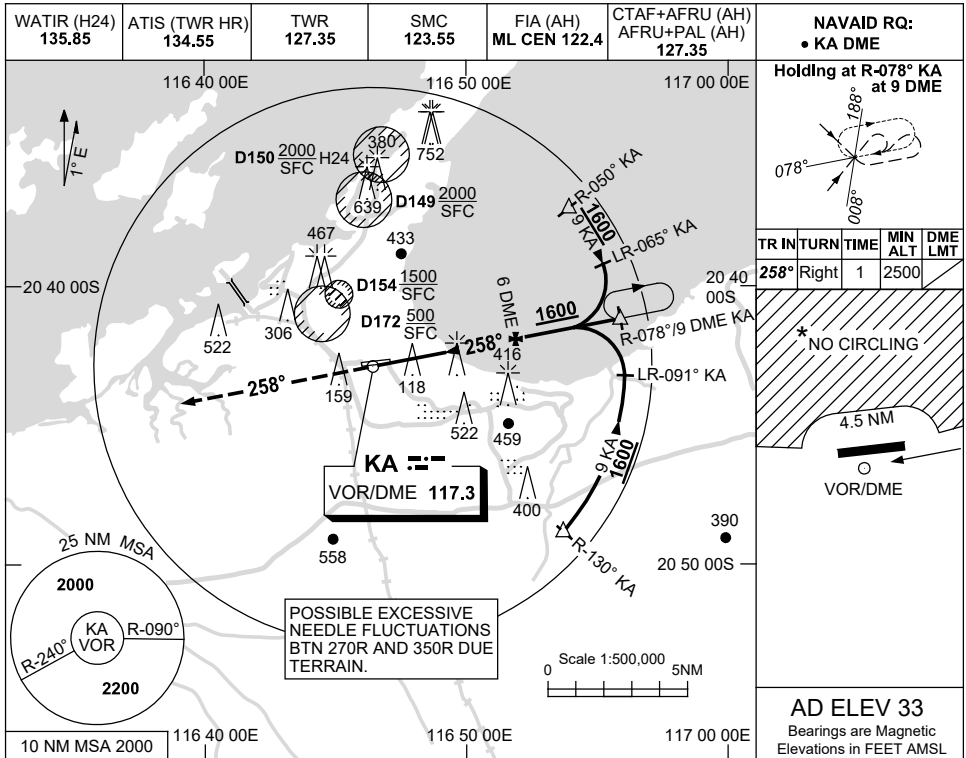 WATIR (H24)
135.85
ATIS (TWR HR)
134.55
TWR
127.35
SMC
123.55
FIA (AH)
ML CEN 122.4
CTAF+AFRU (AH)
AFRU+PAL (AH)
127.35
NAVAID RQ:
• KA DME
116 40 00E
116 50 00E
117 00 00E
1° E
D150 2000 H24
SFC
380
752
639
D149 2000
SFC
467
433
20 40 00S
D154 1500
SFC
306
522
D172 500
SFC
R-050° KA
1600
9 KA
LR-065° KA
20 40
00S
6 DME
1600
R-078°/9 DME KA
258°
416
258°
159
118
LR-091° KA
522
459
9 KA
1600
KA
VOR/DME 117.3
400
558
R-130° KA
390
20 50 00S
25 NM MSA
2000
KA
VOR
R-090°
R-240°
2200
10 NM MSA 2000
POSSIBLE EXCESSIVE
NEEDLE FLUCTUATIONS
BTN 270R AND 350R DUE
TERRAIN.
Scale 1:500,000
0 5NM
116 40 00E
116 50 00E
117 00 00E
Holding at R-078° KA
at 9 DME
188°
078°
008°
TR IN TURN TIME MIN ALT DME LMT
258° Right 1 2500
*NO CIRCLING
4.5 NM
VOR/DME
AD ELEV 33
Bearings are Magnetic
Elevations in FEET AMSL